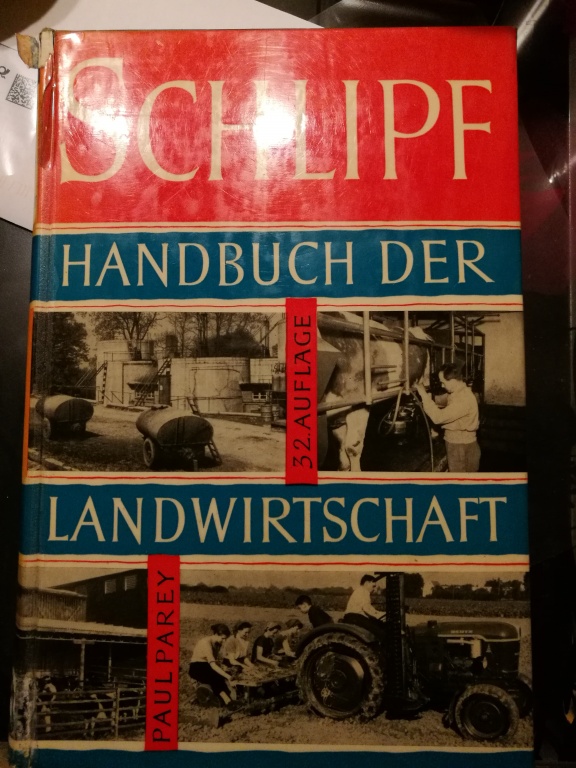 SCHLIPF
HANDBUCH DER
32. AUFLAGE
LANDWIRTSCHAFT
PAUL PAREY